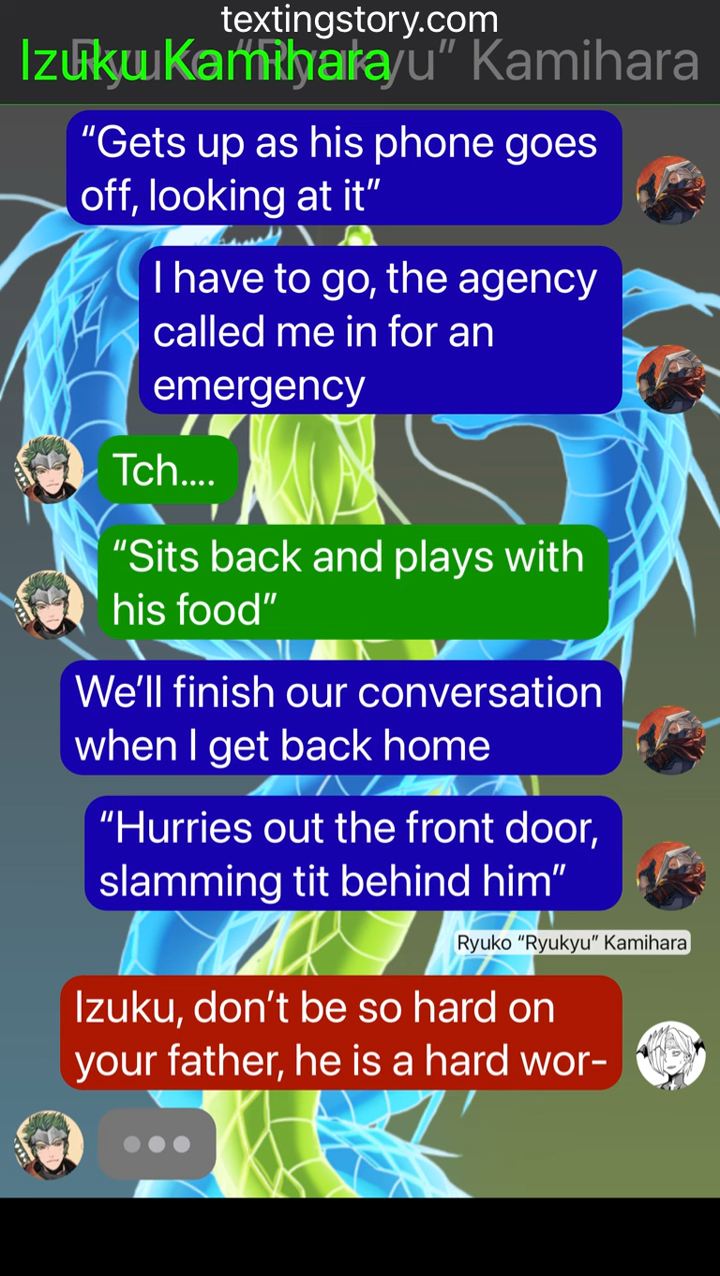 textingstory.com
Izuku Kamihara
Ryuko “Ryukyu” Kamihara
“Gets up as his phone goes
off, looking at it”
I have to go, the agency
called me in for an
emergency
Tch....
“Sits back and plays with
his food”
We’ll finish our conversation
when I get back home
“Hurries out the front door,
slamming tit behind him”
Ryuko “Ryukyu” Kamihara
Izuku, don’t be so hard on
your father, he is a hard wor-